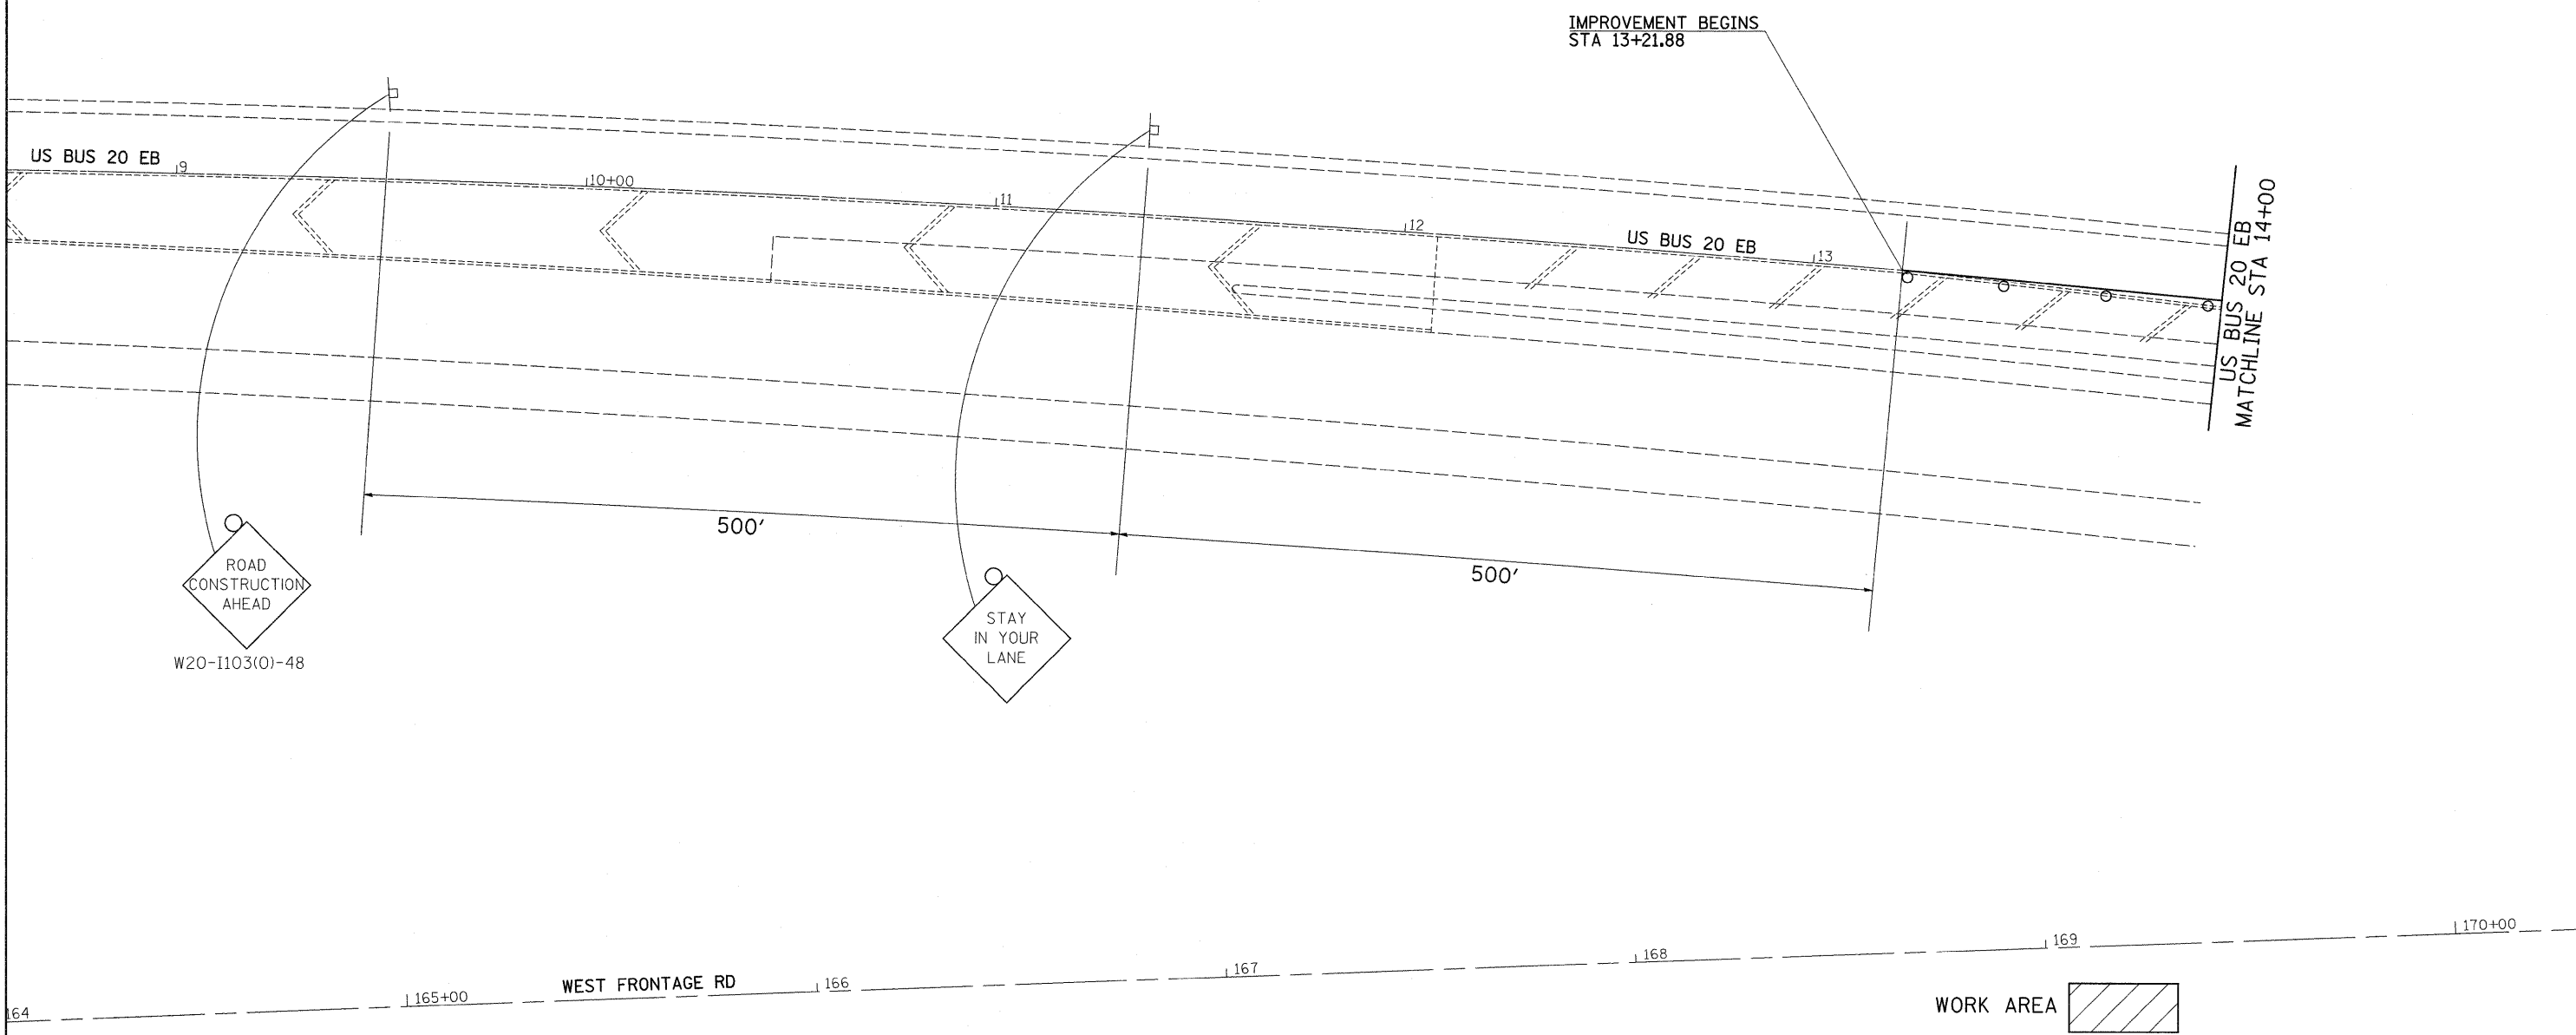 IMPROVEMENT BEGINS
STA 13+21.88
US BUS 20 EB
9
10+00
11
12
US BUS 20 EB
13
US BUS 20 EB
MATCHLINE STA 14+00
500'
500'
ROAD
CONSTRUCTION
AHEAD
W20-I103(O)-48
STAY
IN YOUR
LANE
164
165+00
WEST FRONTAGE RD
166
167
168
169
170+00
WORK AREA